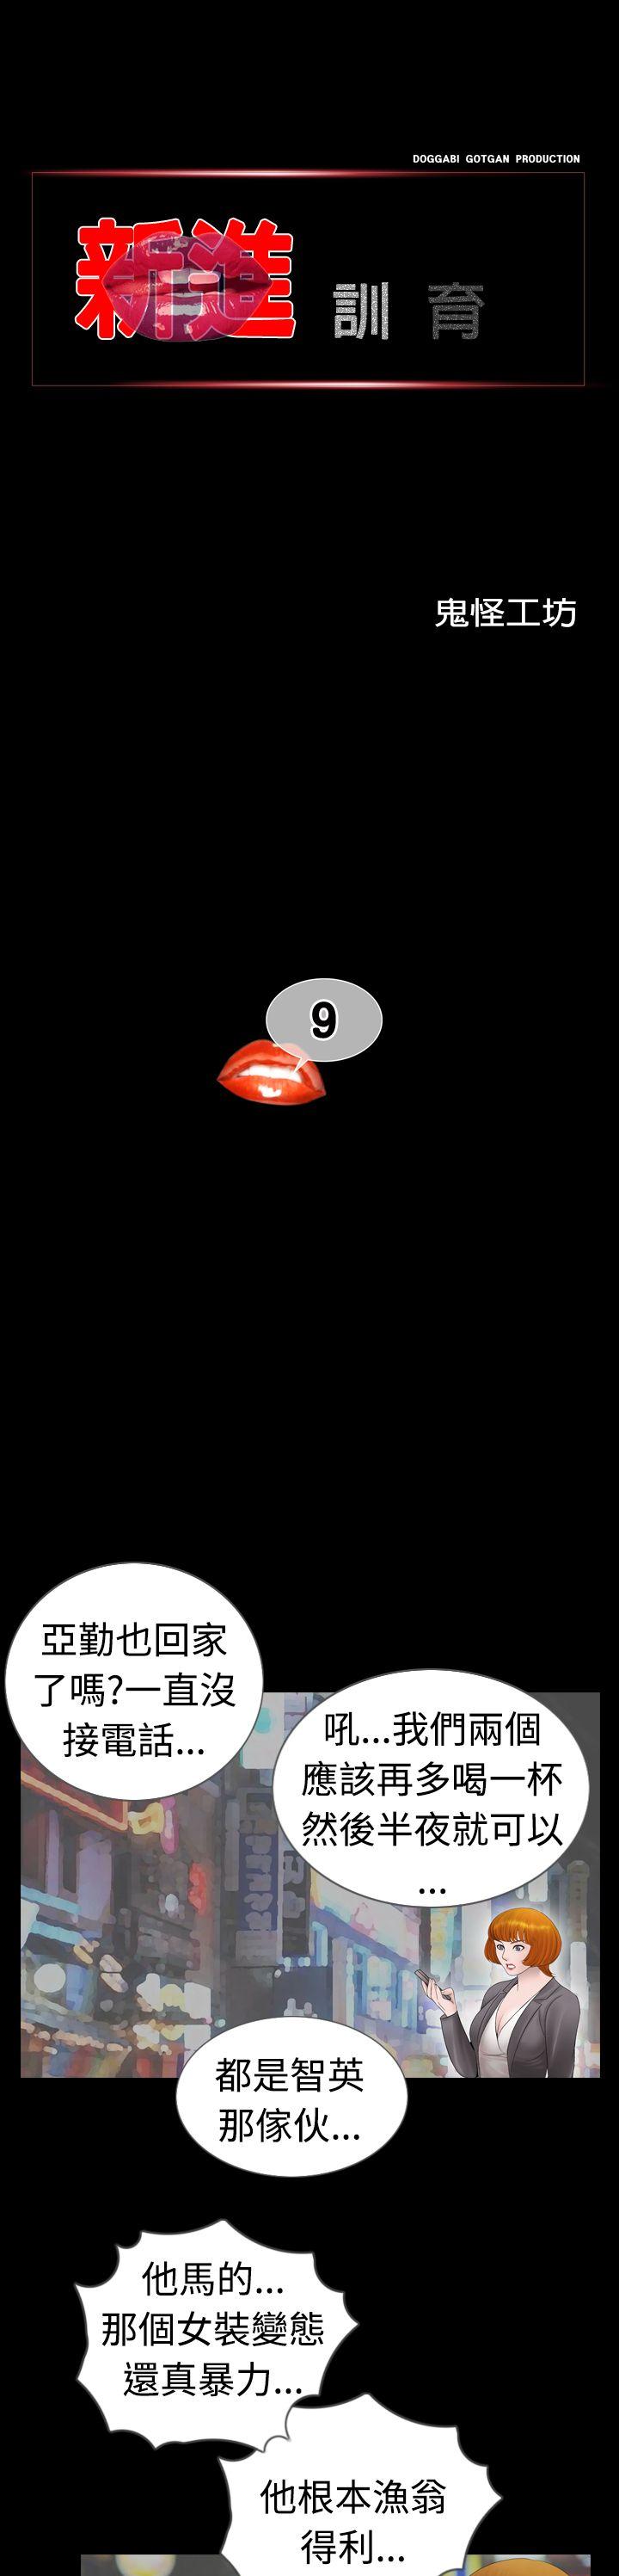 DOGGABI GOTGAN PRODUCTION
新進 訓 育
鬼怪工坊
9
亞勤也回家
了嗎?一直沒
接電話...
吼...我們兩個
應該再多喝一杯
然後半夜就可以
...
都是智英
那傢伙...
他馬的...
那個女裝變態
還真暴力...
他根本漁翁
得利...